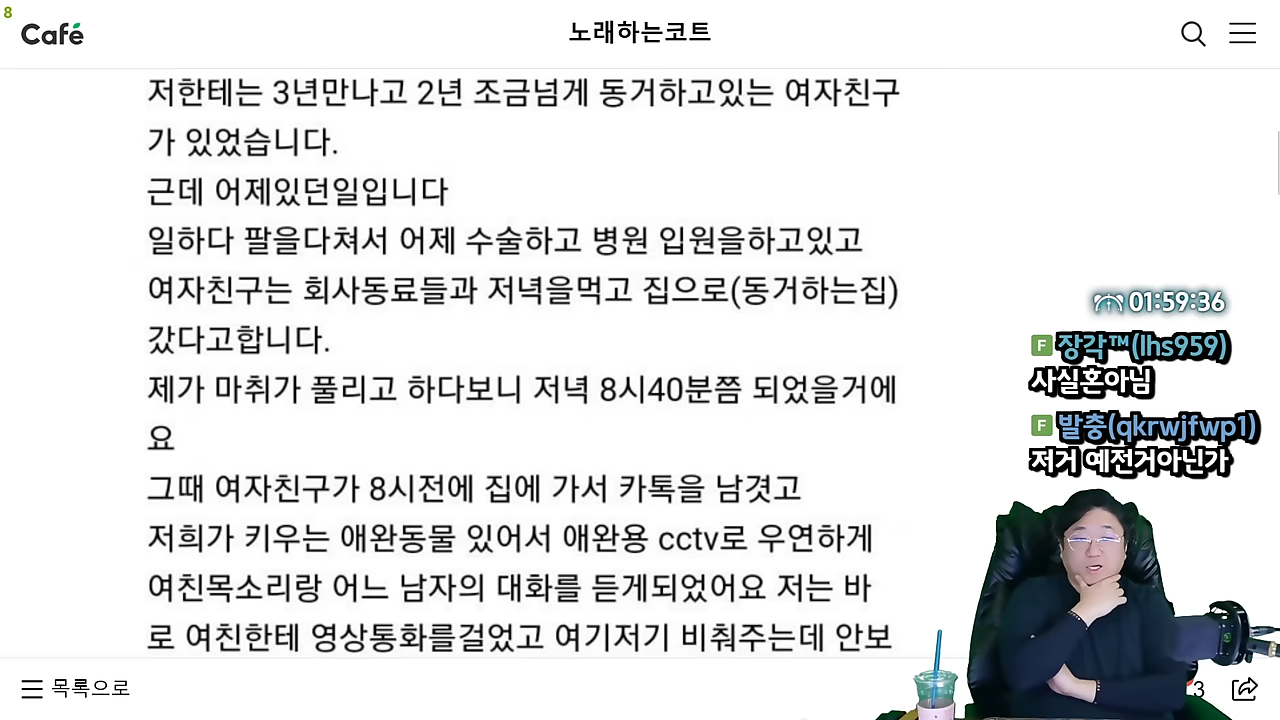 8
Café
노래하는코트
저한테는 3년만나고 2년 조금넘게 동거하고있는 여자친구
가 있었습니다.
근데 어제있던일입니다
일하다 팔을다쳐서 어제 수술하고 병원 입원을하고있고
여자친구는 회사동료들과 저녁을먹고 집으로(동거하는집)
갔다고합니다.
제가 마취가 풀리고 하다보니 저녁 8시40분쯤 되었을거에
요
그때 여자친구가 8시전에 집에 가서 카톡을 남겻고
저희가 키우는 애완동물 있어서 애완용 cctv로 우연하게
여친목소리랑 어느 남자의 대화를 듣게되었어요 저는 바
로 여친한테 영상통화를걸었고 여기저기 비춰주는데 안보
01:59:36
F 장각™(lhs959)
사실혼아님
F 발충(qkrwjfwp1)
저거 예전거아닌가
목록으로
3